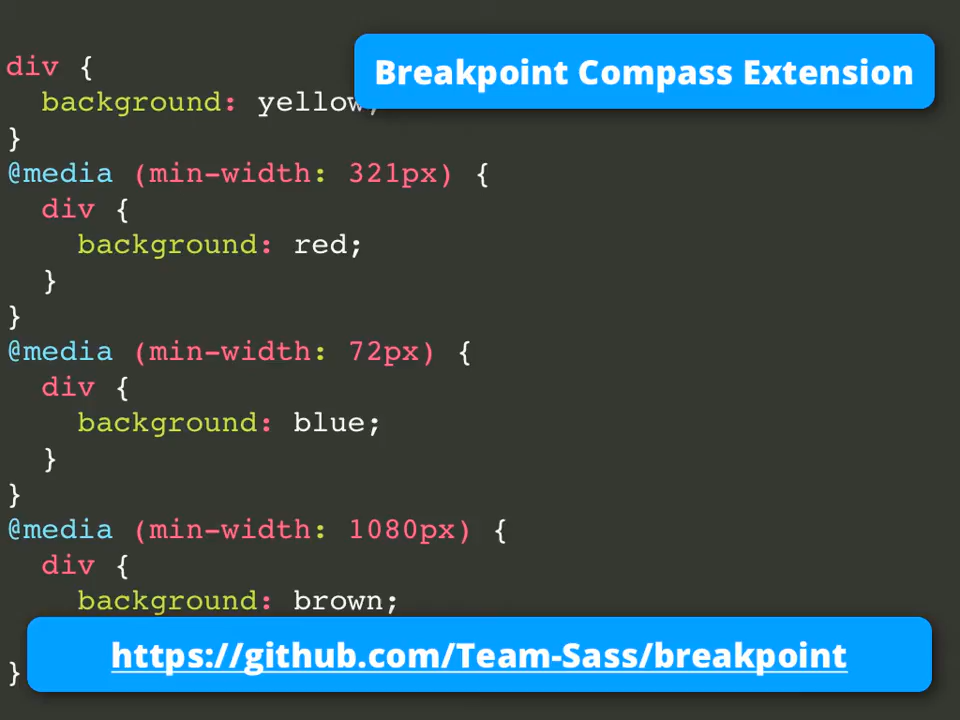 Breakpoint Compass Extension
div {
  background: yellow;
}
@media (min-width: 321px) {
  div {
    background: red;
  }
}
@media (min-width: 72px) {
  div {
    background: blue;
  }
}
@media (min-width: 1080px) {
  div {
    background: brown;
}
https://github.com/Team-Sass/breakpoint